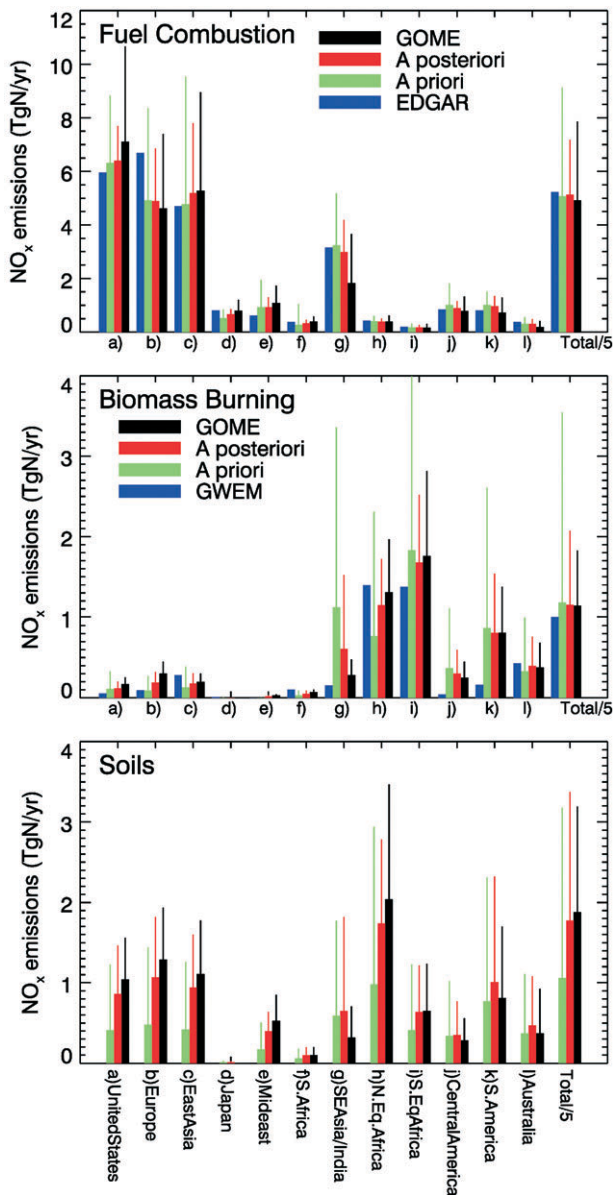 Fuel Combustion
GOME
A posteriori
A priori
EDGAR
NOx emissions (TgN/yr)
12
10
8
6
4
2
0
a) b) c) d) e) f) g) h) i) j) k) l) Total/5
Biomass Burning
GOME
A posteriori
A priori
GWEM
NOx emissions (TgN/yr)
4
3
2
1
0
a) b) c) d) e) f) g) h) i) j) k) l) Total/5
Soils
NOx emissions (TgN/yr)
4
3
2
1
0
a)UnitedStates
b)Europe
c)EastAsia
d)Japan
e)Mideast
f)S.Africa
g)SEAsia/India
h)N.Eq.Africa
i)S.EqAfrica
j)CentralAmerica
k)S.America
l)Australia
Total/5